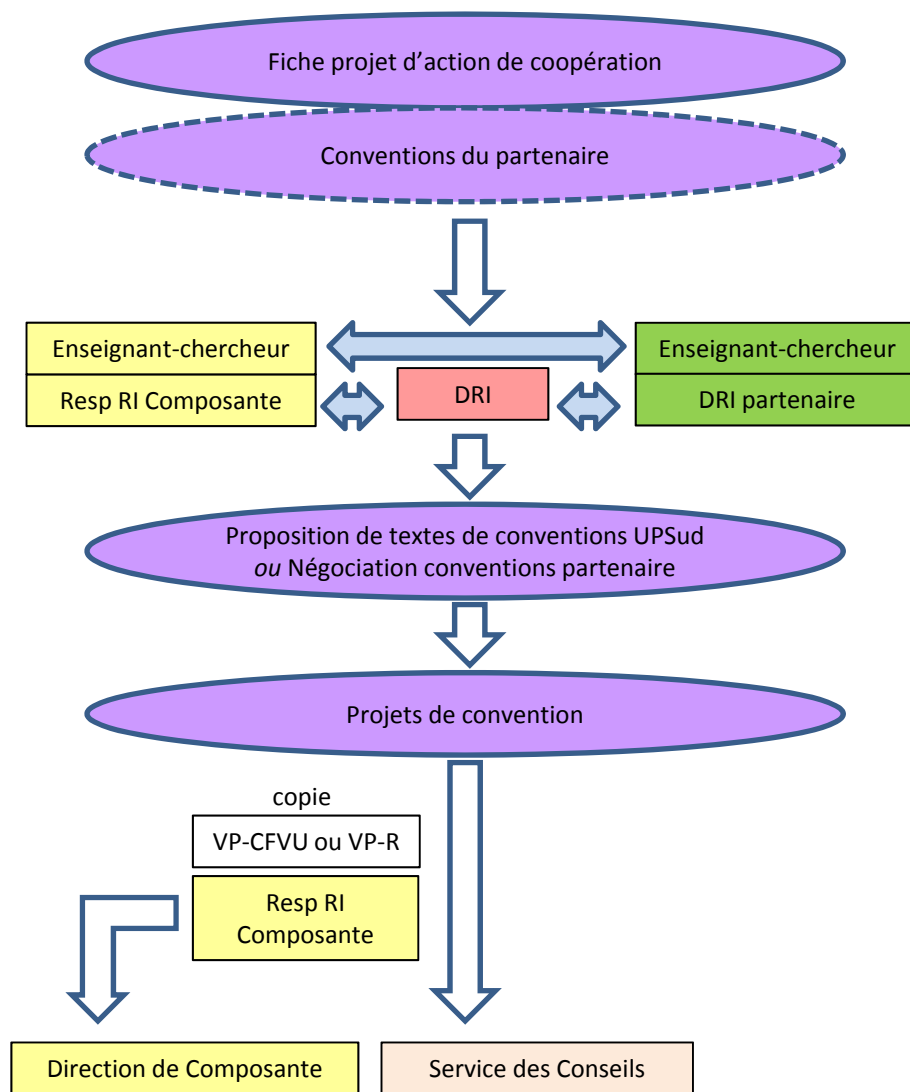 Fiche projet d’action de coopération
Conventions du partenaire
Enseignant-chercheur
Resp RI Composante
DRI
Enseignant-chercheur
DRI partenaire
Proposition de textes de conventions UPSud
ou Négociation conventions partenaire
Projets de convention
copie
VP-CFVU ou VP-R
Resp RI
Composante
Direction de Composante
Service des Conseils